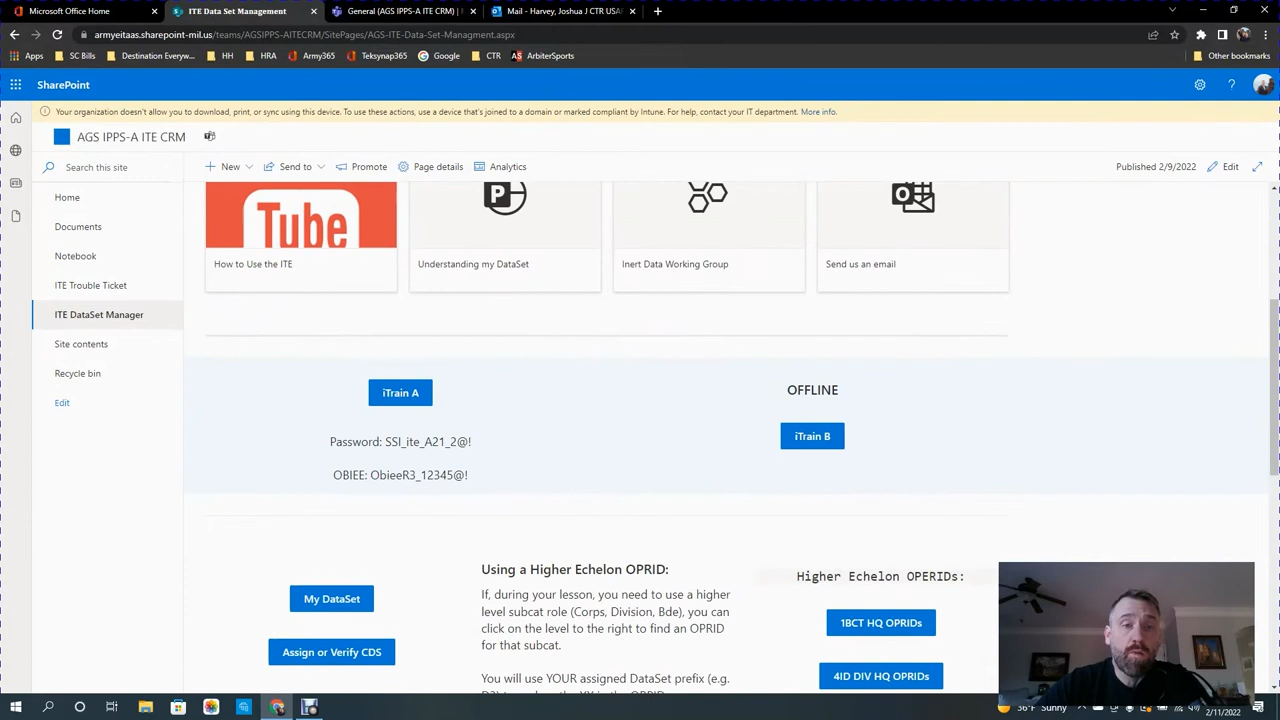 Microsoft Office Home
ITE Data Set Management
General (AGS IPPS-A ITE CRM) |
Mail - Harvey, Joshua J CTR USA
armyeitaas.sharepoint-mil.us/teams/AGSIPPS-AITECRM/SitePages/AGS-ITE-Data-Set-Managment.aspx
Apps SC Bills Destination Everyw... HH HRA Army365 Teksynap365 Google CTR ArbiterSports Other bookmarks
SharePoint
Your organization doesn't allow you to download, print, or sync using this device. To use these actions, use a device that's joined to a domain or marked compliant by Intune. For help, contact your IT department. More info.
AGS IPPS-A ITE CRM
Search this site
New Send to Promote Page details Analytics Published 2/9/2022 Edit
Home
Documents
Notebook
ITE Trouble Ticket
ITE DataSet Manager
Site contents
Recycle bin
Edit
Tube
How to Use the ITE
Understanding my DataSet
Inert Data Working Group
Send us an email
iTrain A
Password: SSI_ite_A21_2@!
OBIEE: ObieeR3_12345@!
OFFLINE
iTrain B
My DataSet
Assign or Verify CDS
Using a Higher Echelon OPRID:
If, during your lesson, you need to use a higher
level subcat role (Corps, Division, Bde), you can
click on the level to the right to find an OPRID
for that subcat.
You will use YOUR assigned DataSet prefix (e.g.
Higher Echelon OPERIDs:
1BCT HQ OPRIDs
4ID DIV HQ OPRIDs
36°F Sunny
2/11/2022